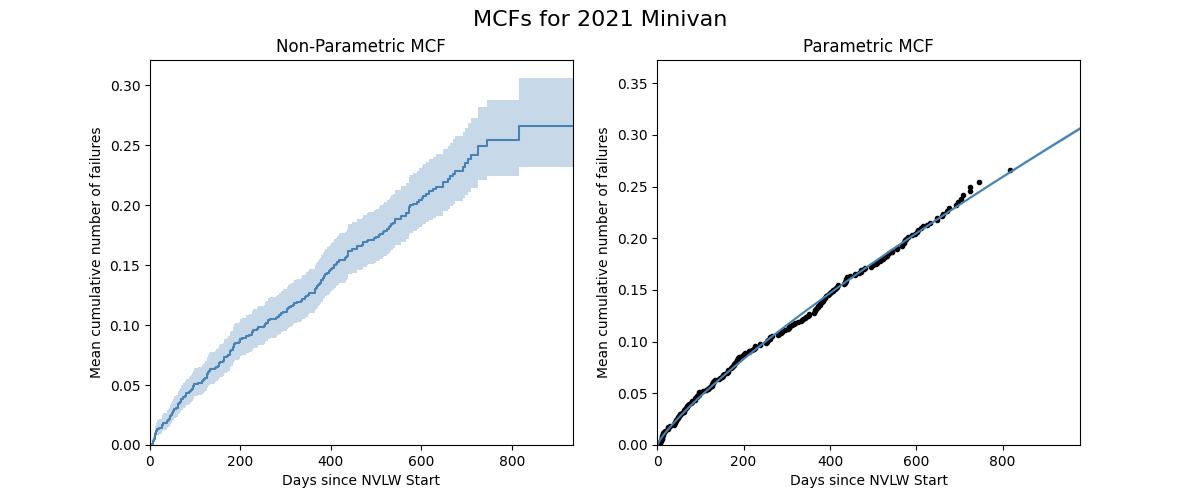 MCFs for 2021 Minivan
Non-Parametric MCF
Mean cumulative number of failures
0.30
0.25
0.20
0.15
0.10
0.05
0.00
0 200 400 600 800
Days since NVLW Start
Parametric MCF
Mean cumulative number of failures
0.35
0.30
0.25
0.20
0.15
0.10
0.05
0.00
0 200 400 600 800
Days since NVLW Start